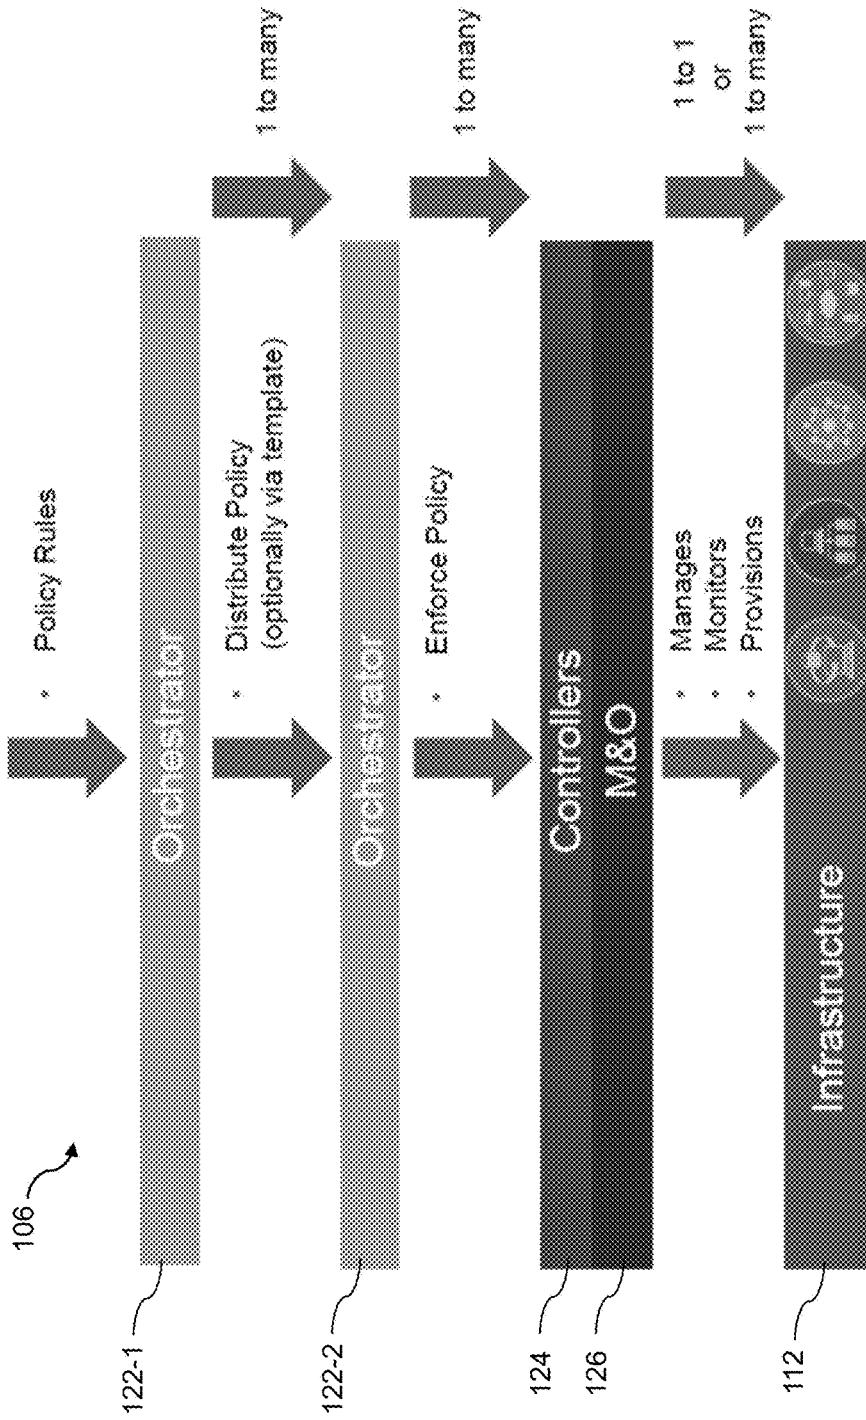 106
• Policy Rules
122-1
Orchestrator
• Distribute Policy
(optionally via template)
1 to many
122-2
Orchestrator
• Enforce Policy
1 to many
124
Controllers
126
M&O
• Manages
• Monitors
• Provisions
1 to 1
or
1 to many
112
Infrastructure